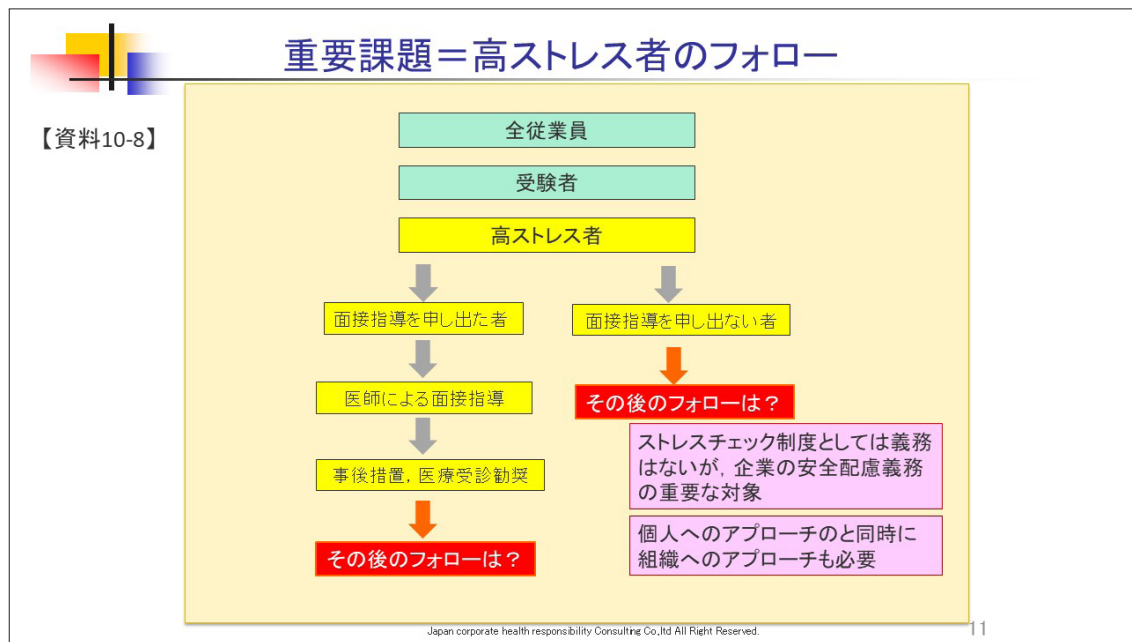 重要課題＝高ストレス者のフォロー
【資料10-8】
全従業員
受験者
高ストレス者
面接指導を申し出た者
面接指導を申し出ない者
医師による面接指導
その後のフォローは？
ストレスチェック制度としては義務
はないが，企業の安全配慮義務
の重要な対象
事後措置，医療受診勧奨
個人へのアプローチのと同時に
組織へのアプローチも必要
その後のフォローは？
Japan corporate health responsibility Consulting Co,ltd All Right Reserved.
11